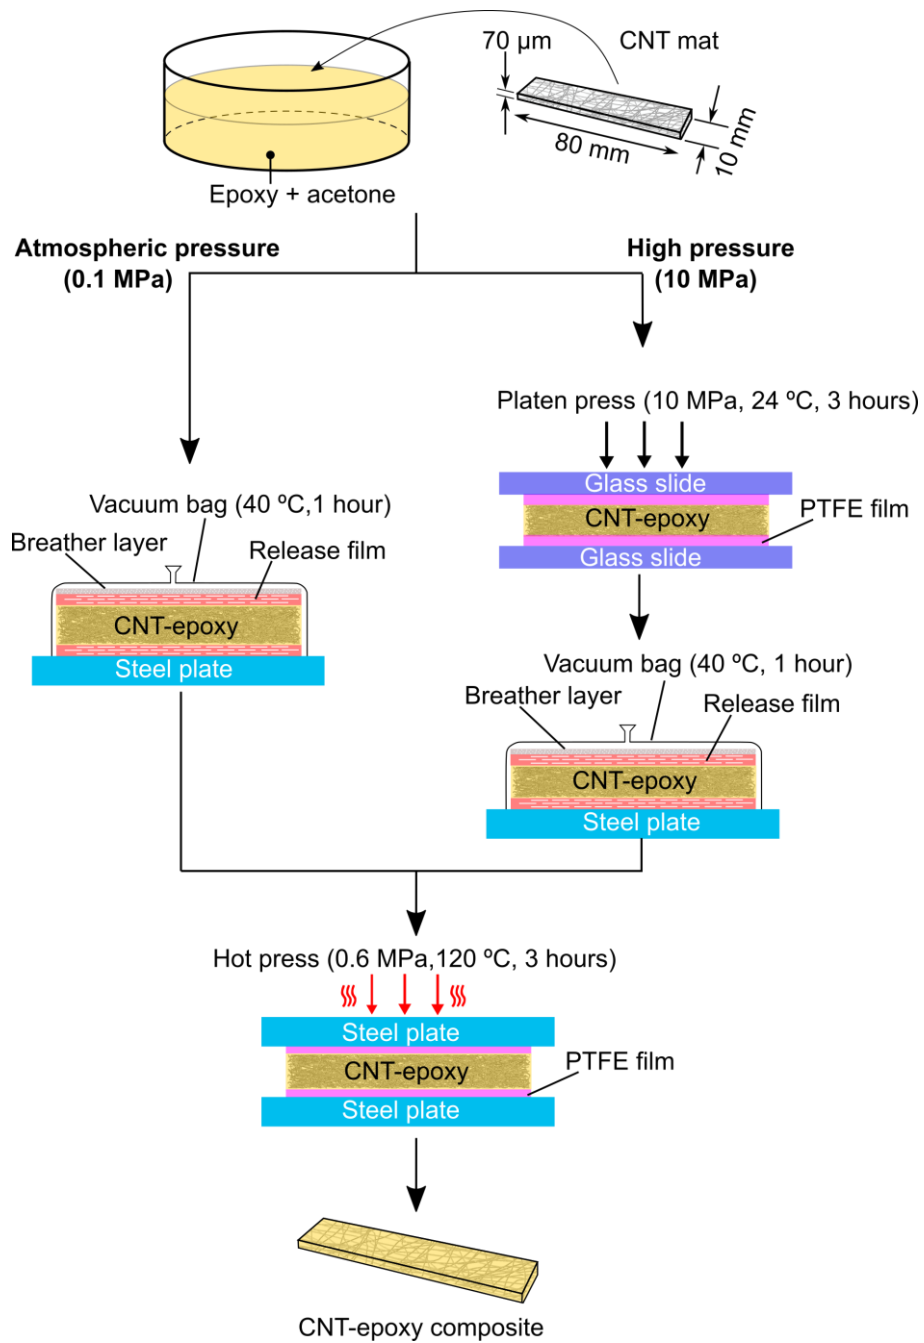 70 µm
CNT mat
80 mm
10 mm
Epoxy + acetone
Atmospheric pressure
(0.1 MPa)
High pressure
(10 MPa)
Platen press (10 MPa, 24 ºC, 3 hours)
Glass slide
CNT-epoxy
PTFE film
Glass slide
Vacuum bag (40 ºC,1 hour)
Breather layer
Release film
CNT-epoxy
Steel plate
Vacuum bag (40 ºC, 1 hour)
Breather layer
Release film
CNT-epoxy
Steel plate
Hot press (0.6 MPa,120 ºC, 3 hours)
Steel plate
CNT-epoxy
PTFE film
Steel plate
CNT-epoxy composite